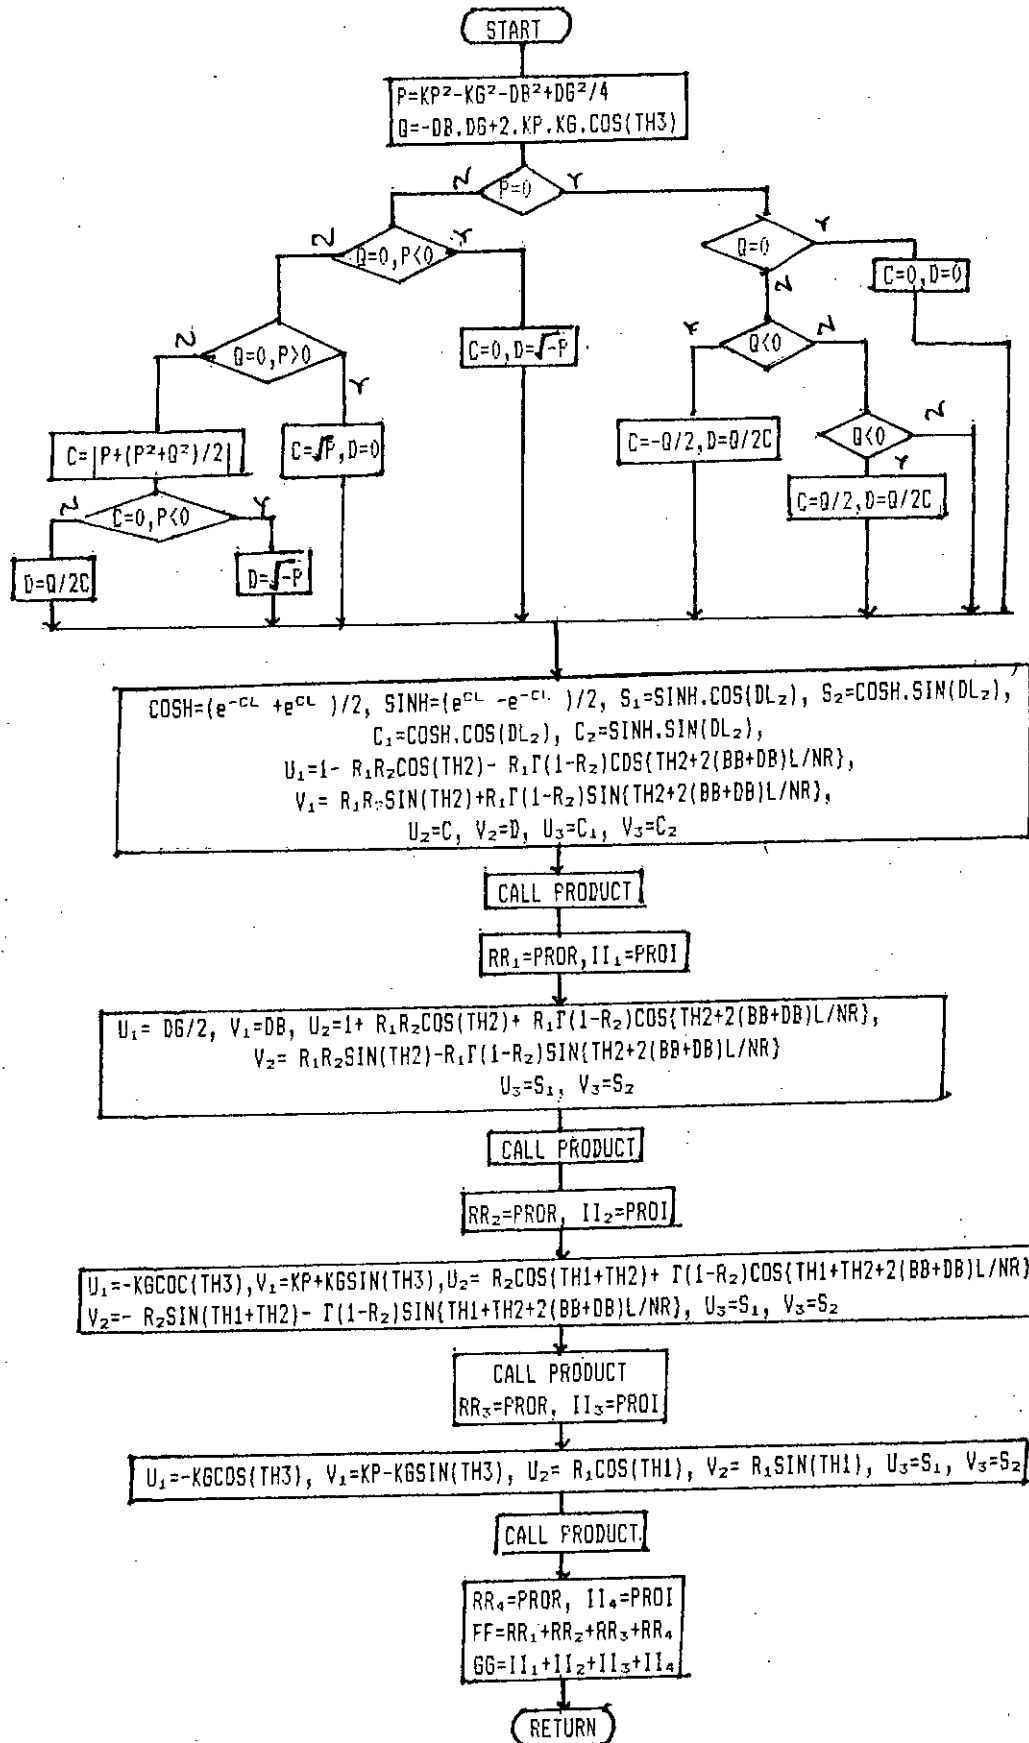 START
P=KP²-KG²-DB²+DG²/4
Q=-DB.DG+2.KP.KG.COS(TH3)
N P=0 Y
N Q=0,P<0 Y
Q=0 Y
N
C=0,D=0
N Q=0,P>0 Y
C=0,D=√-P
Y Q<0 N
C=|P+(P²+Q²)/2|
C=√P,D=0
C=-Q/2,D=Q/2C
Q<0 N
Y
N C=0,P<0 Y
C=Q/2,D=Q/2C
D=Q/2C
D=√-P
COSH=(e⁻ᶜᴸ +eᶜᴸ )/2, SINH=(eᶜᴸ -e⁻ᶜᴸ )/2, S₁=SINH.COS(DL₂), S₂=COSH.SIN(DL₂),
C₁=COSH.COS(DL₂), C₂=SINH.SIN(DL₂),
U₁=1- R₁R₂COS(TH2)- R₁Γ(1-R₂)COS{TH2+2(BB+DB)L/NR},
V₁= R₁R₂SIN(TH2)+R₁Γ(1-R₂)SIN{TH2+2(BB+DB)L/NR},
U₂=C, V₂=D, U₃=C₁, V₃=C₂
CALL PRODUCT
RR₁=PROR,II₁=PROI
U₁= DG/2, V₁=DB, U₂=1+ R₁R₂COS(TH2)+ R₁Γ(1-R₂)COS{TH2+2(BB+DB)L/NR},
V₂= R₁R₂SIN(TH2)-R₁Γ(1-R₂)SIN{TH2+2(BB+DB)L/NR}
U₃=S₁, V₃=S₂
CALL PRODUCT
RR₂=PROR, II₂=PROI
U₁=-KGCOC(TH3),V₁=KP+KGSIN(TH3),U₂= R₂COS(TH1+TH2)+ Γ(1-R₂)COS{TH1+TH2+2(BB+DB)L/NR}
V₂=- R₂SIN(TH1+TH2)- Γ(1-R₂)SIN{TH1+TH2+2(BB+DB)L/NR}, U₃=S₁, V₃=S₂
CALL PRODUCT
RR₃=PROR, II₃=PROI
U₁=-KGCOS(TH3), V₁=KP-KGSIN(TH3), U₂= R₁COS(TH1), V₂= R₁SIN(TH1), U₃=S₁, V₃=S₂
CALL PRODUCT.
RR₄=PROR, II₄=PROI
FF=RR₁+RR₂+RR₃+RR₄
GG=II₁+II₂+II₃+II₄
RETURN